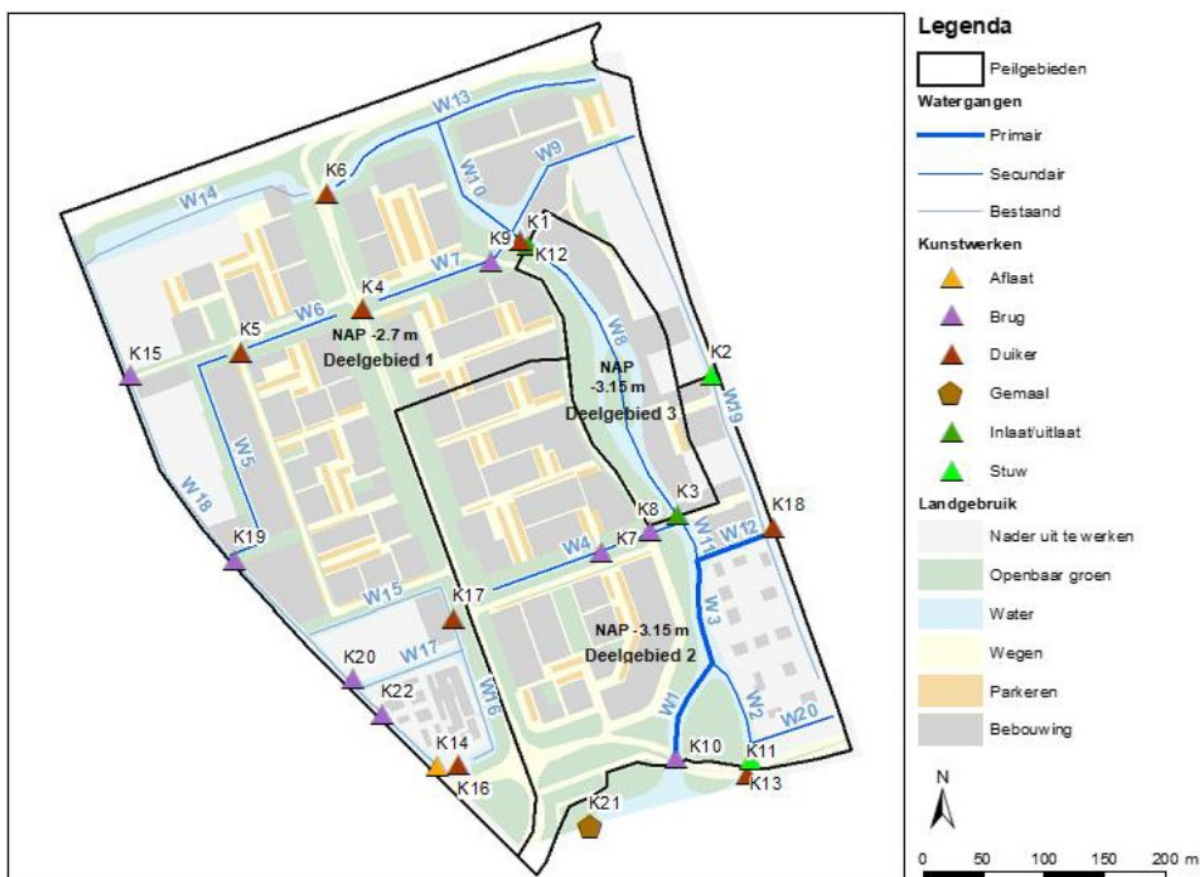 W13
K6
W9
W10
W14
K1
K9
K12
W7
K4
W6
K5
NAP -2.7 m
Deelgebied 1
W8
K15
NAP
-3.15 m
Deelgebied 3
K2
W19
W5
W18
K3
K18
K8
K7
W12
W11
W4
K19
W15
K17
W3
NAP -3.15 m
Deelgebied 2
W17
K20
K22
W16
W1
W2
W20
K14
K16
K10
K11
K13
K21
Legenda
Peilgebieden
Watergangen
Primair
Secundair
Bestaand
Kunstwerken
Aflaat
Brug
Duiker
Gemaal
Inlaat/uitlaat
Stuw
Landgebruik
Nader uit te werken
Openbaar groen
Water
Wegen
Parkeren
Bebouwing
N
0 50 100 150 200 m